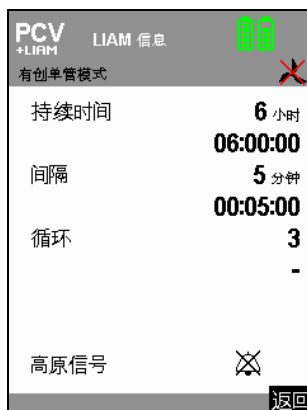 PCV
+LIAM LIAM 信息
有创单管模式
持续时间 6 小时
06:00:00
间隔 5 分钟
00:05:00
循环 3
-
高原信号
返回